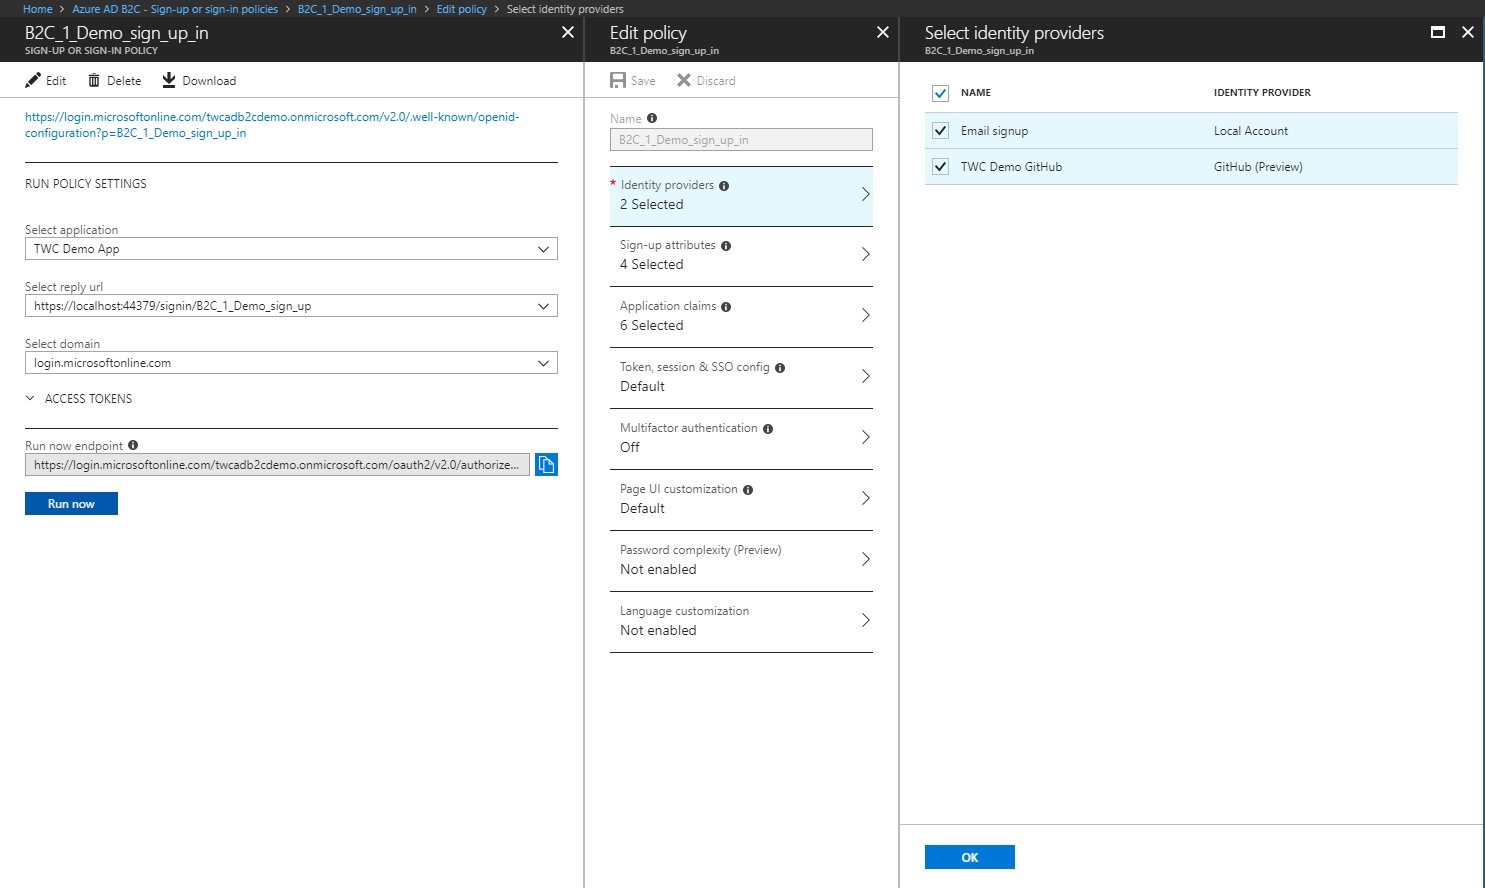 Home > Azure AD B2C - Sign-up or sign-in policies > B2C_1_Demo_sign_up_in > Edit policy > Select identity providers
B2C_1_Demo_sign_up_in
SIGN-UP OR SIGN-IN POLICY
Edit Delete Download
https://login.microsoftonline.com/twcadb2cdemo.onmicrosoft.com/v2.0/.well-known/openid-
configuration?p=B2C_1_Demo_sign_up_in
RUN POLICY SETTINGS
Select application
TWC Demo App
Select reply url
https://localhost:44379/signin/B2C_1_Demo_sign_up
Select domain
login.microsoftonline.com
ACCESS TOKENS
Run now endpoint
https://login.microsoftonline.com/twcadb2cdemo.onmicrosoft.com/oauth2/v2.0/authorize...
Run now
Edit policy
B2C_1_Demo_sign_up_in
Save Discard
Name
B2C_1_Demo_sign_up_in
* Identity providers
2 Selected
Sign-up attributes
4 Selected
Application claims
6 Selected
Token, session & SSO config
Default
Multifactor authentication
Off
Page UI customization
Default
Password complexity (Preview)
Not enabled
Language customization
Not enabled
Select identity providers
B2C_1_Demo_sign_up_in
NAME IDENTITY PROVIDER
Email signup Local Account
TWC Demo GitHub GitHub (Preview)
OK